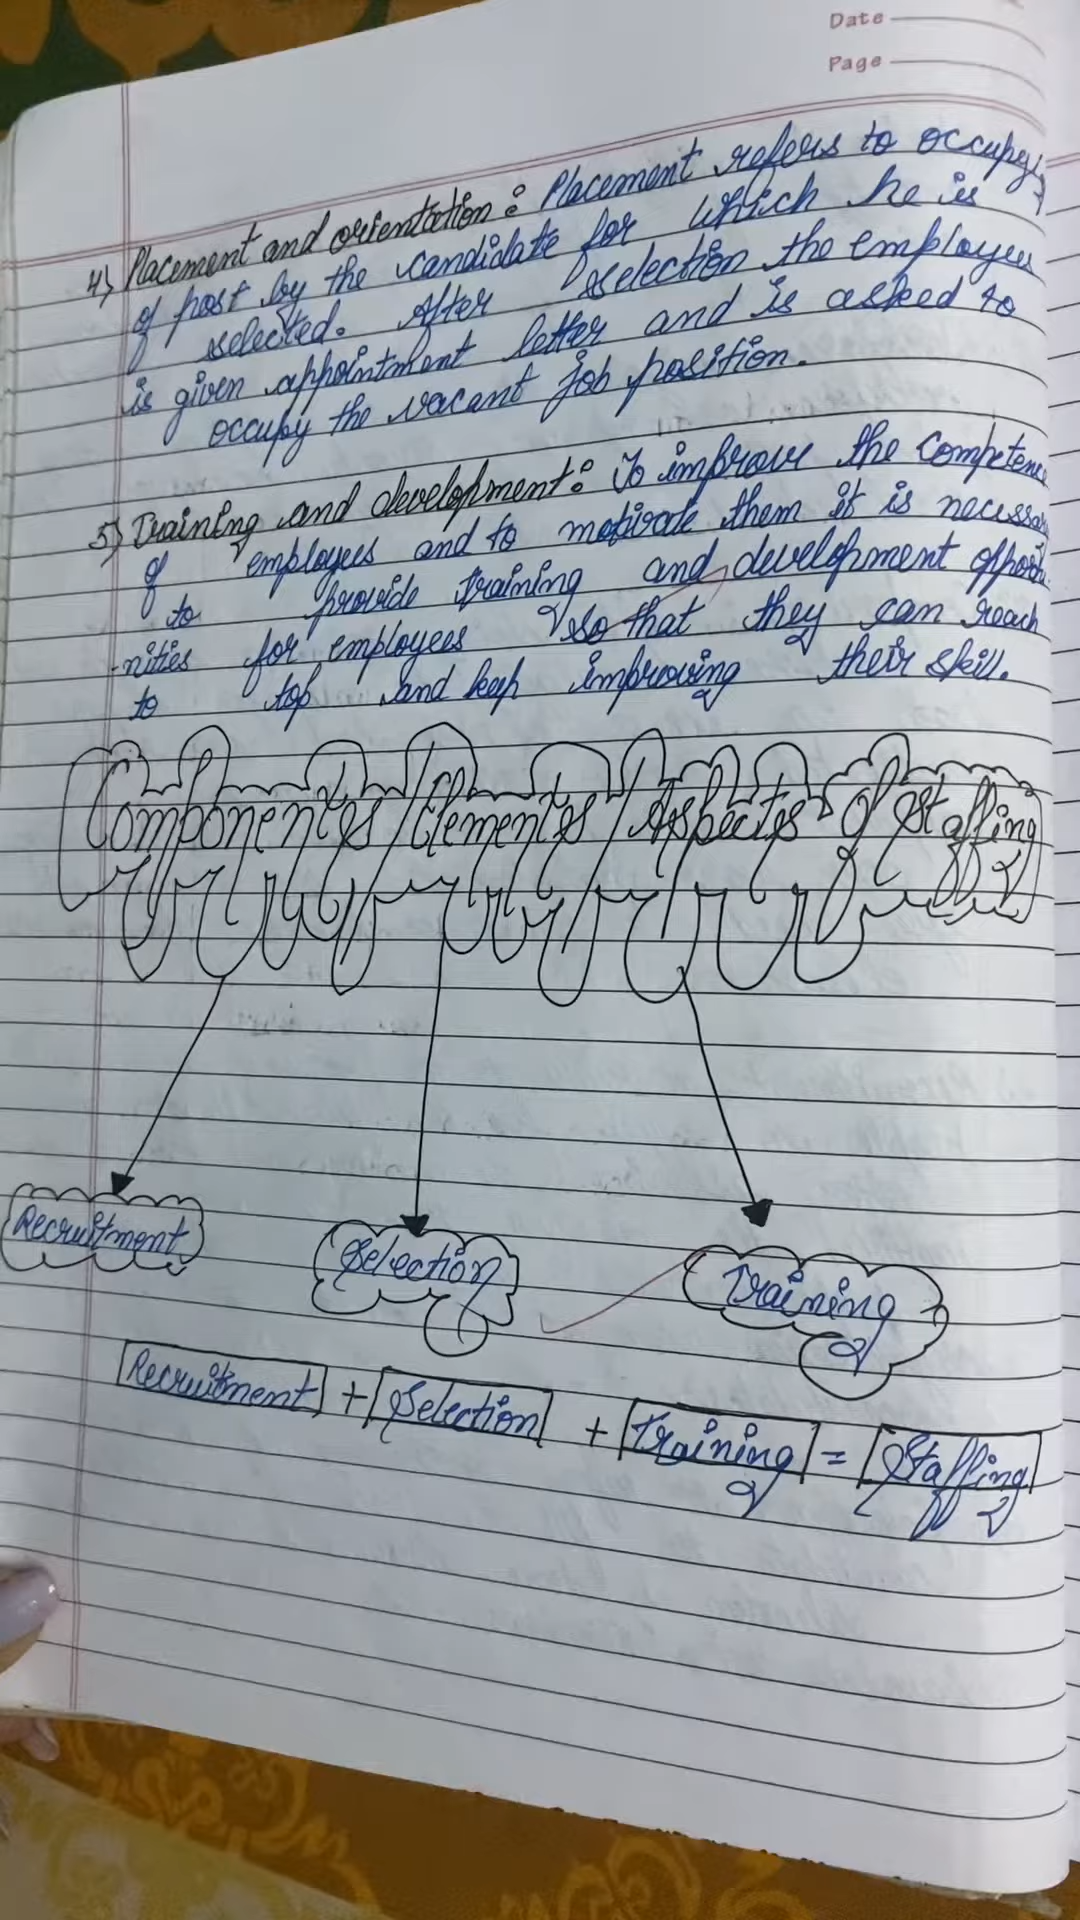 Date
Page
4) Placement and orientation : Placement refers to occupying
of post by the candidate for which he is
selected. After selection the employees
is given appointment letter and is asked to
occupy the vacant job position.
5) Training and development : To improve the competence
of employees and to motivate them it is necessary
to provide training and development opportu-
-nities for employees so that they can reach
to top and keep improving their skill.
Components / Elements / Aspects of staffing
Recruitment
Selection
Training
Recruitment + Selection + Training = Staffing